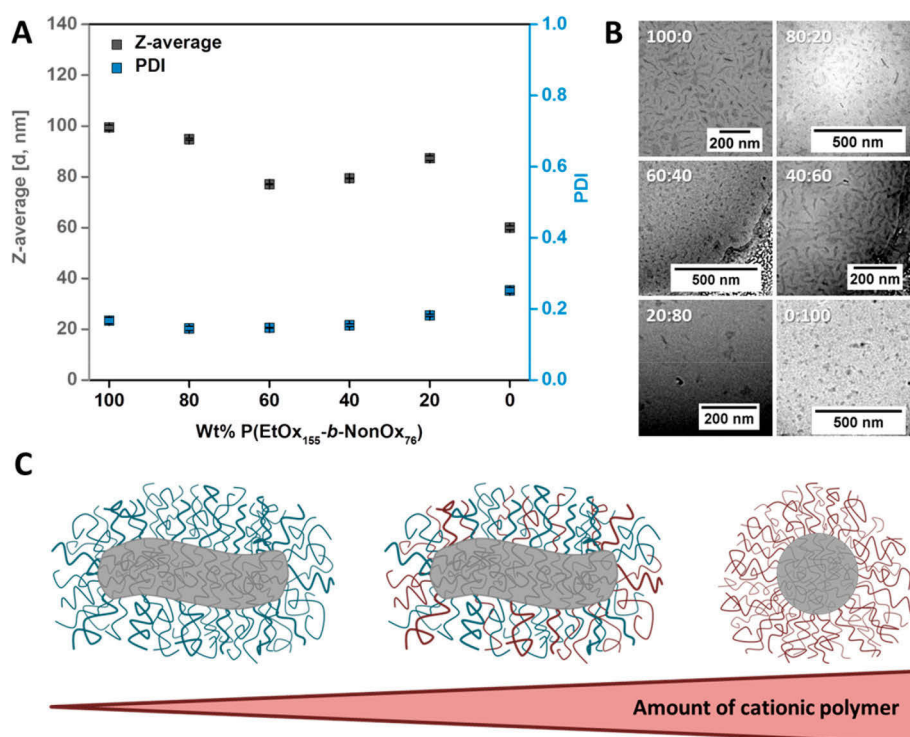 A
Z-average
PDI
Z-average [d, nm]
140
120
100
80
60
40
20
0
1.0
0.8
0.6
0.4
0.2
0.0
PDI
100 80 60 40 20 0
Wt% P(EtOx155-b-NonOx76)
B
100:0
200 nm
80:20
500 nm
60:40
500 nm
40:60
200 nm
20:80
200 nm
0:100
500 nm
C
Amount of cationic polymer